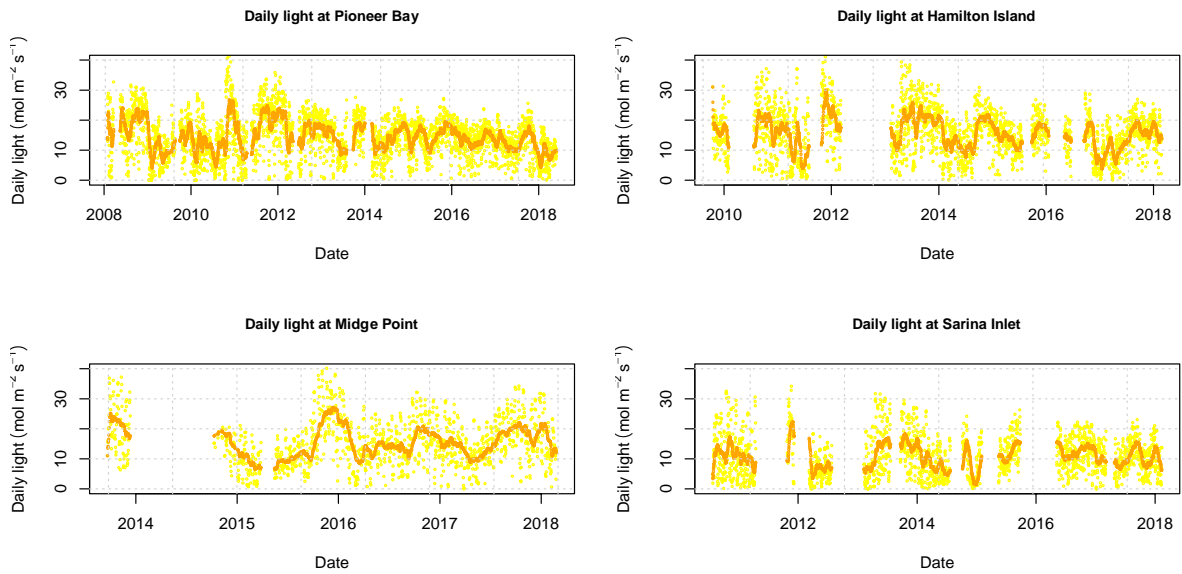 Daily light at Pioneer Bay
Daily light (mol m⁻² s⁻¹)
30
10
0
2008 2010 2012 2014 2016 2018
Date
Daily light at Hamilton Island
Daily light (mol m⁻² s⁻¹)
30
10
0
2010 2012 2014 2016 2018
Date
Daily light at Midge Point
Daily light (mol m⁻² s⁻¹)
30
10
0
2014 2015 2016 2017 2018
Date
Daily light at Sarina Inlet
Daily light (mol m⁻² s⁻¹)
30
10
0
2012 2014 2016 2018
Date